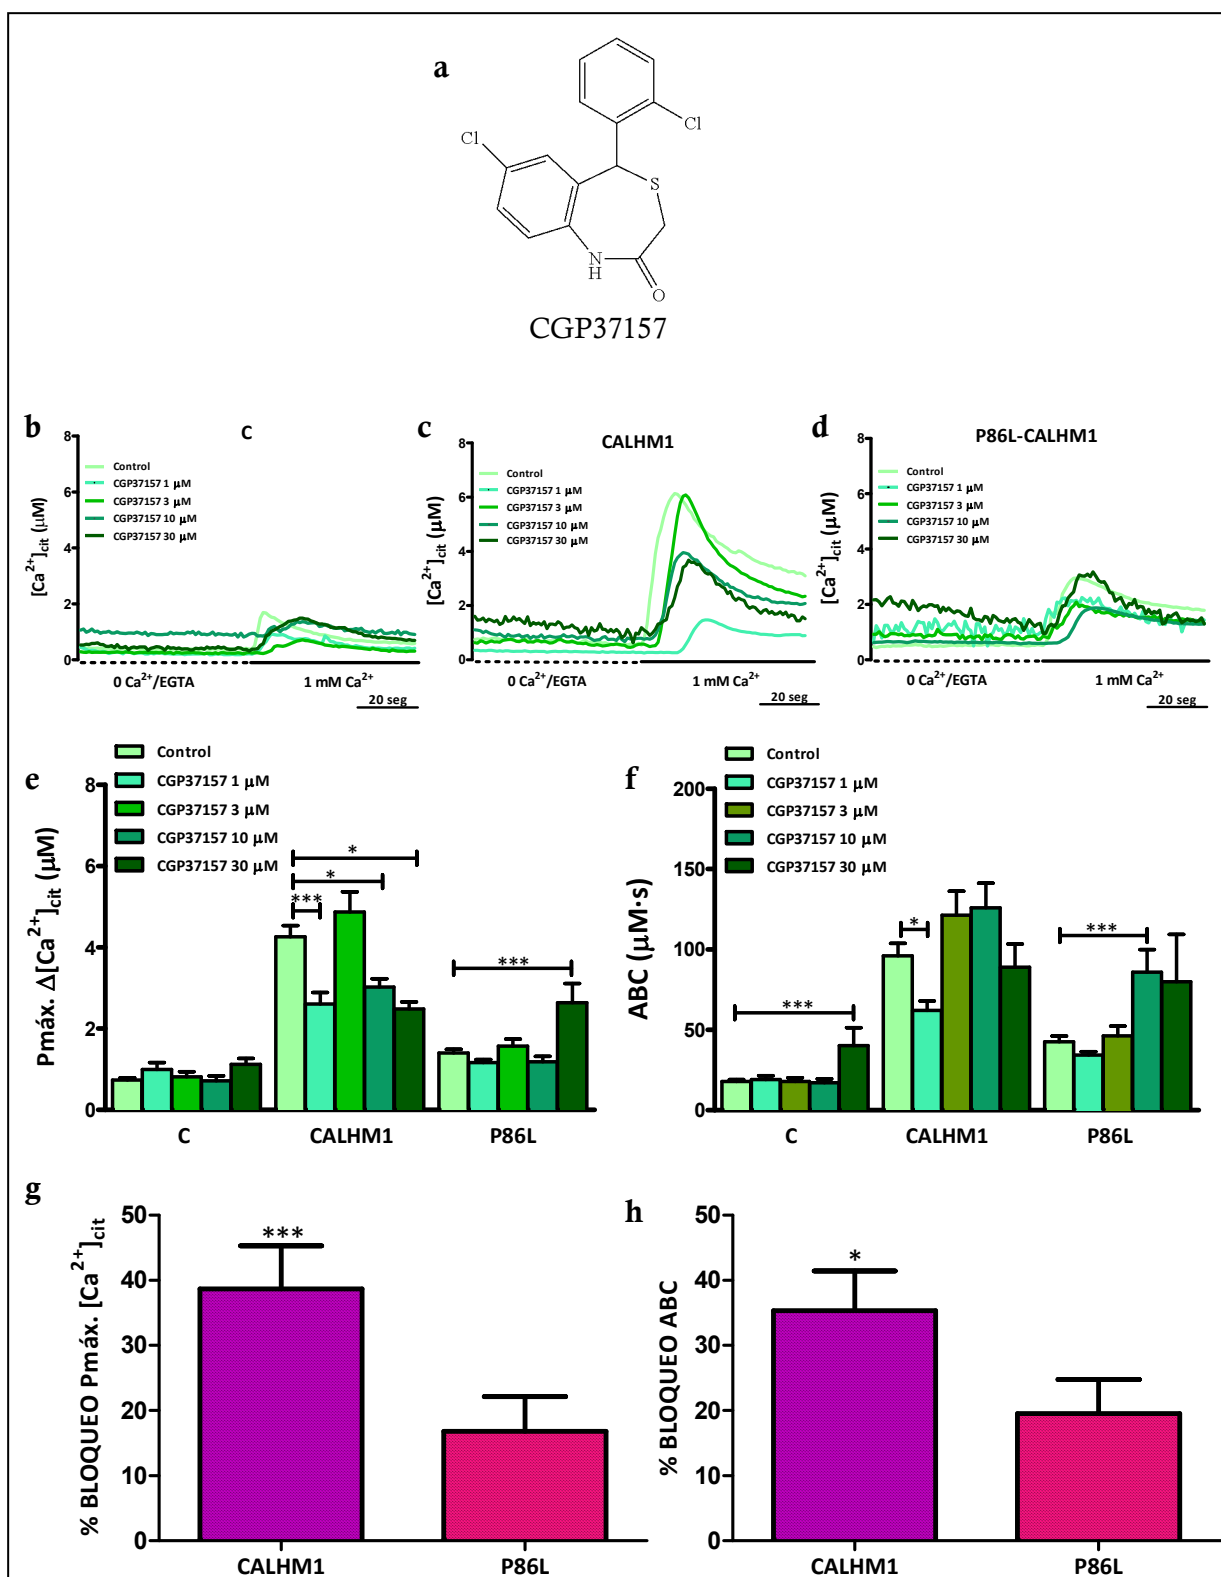 a
Cl
Cl
S
N
H
O
CGP37157
b
C
8
6
4
2
0
[Ca²⁺]cit (µM)
Control
CGP37157 1 µM
CGP37157 3 µM
CGP37157 10 µM
CGP37157 30 µM
0 Ca²⁺/EGTA
1 mM Ca²⁺
20 seg
c
CALHM1
8
6
4
2
0
[Ca²⁺]cit (µM)
Control
CGP37157 1 µM
CGP37157 3 µM
CGP37157 10 µM
CGP37157 30 µM
0 Ca²⁺/EGTA
1 mM Ca²⁺
20 seg
d
P86L-CALHM1
8
6
4
2
0
[Ca²⁺]cit (µM)
Control
CGP37157 1 µM
CGP37157 3 µM
CGP37157 10 µM
CGP37157 30 µM
0 Ca²⁺/EGTA
1 mM Ca²⁺
20 seg
e
Control
CGP37157 1 µM
CGP37157 3 µM
CGP37157 10 µM
CGP37157 30 µM
Pmáx. Δ[Ca²⁺]cit (µM)
8
6
4
2
0
*
*
***
***
C
CALHM1
P86L
f
Control
CGP37157 1 µM
CGP37157 3 µM
CGP37157 10 µM
CGP37157 30 µM
ABC (µM·s)
200
150
100
50
0
***
*
***
C
CALHM1
P86L
g
% BLOQUEO Pmáx. [Ca²⁺]cit
50
40
30
20
10
0
***
CALHM1
P86L
h
% BLOQUEO ABC
50
40
30
20
10
0
*
CALHM1
P86L